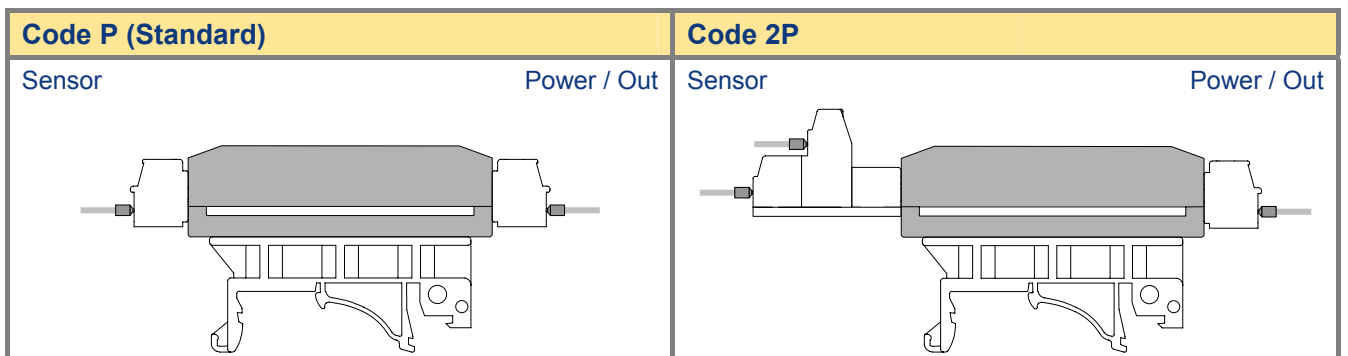 Code P (Standard)
Code 2P
Sensor Power / Out
Sensor Power / Out